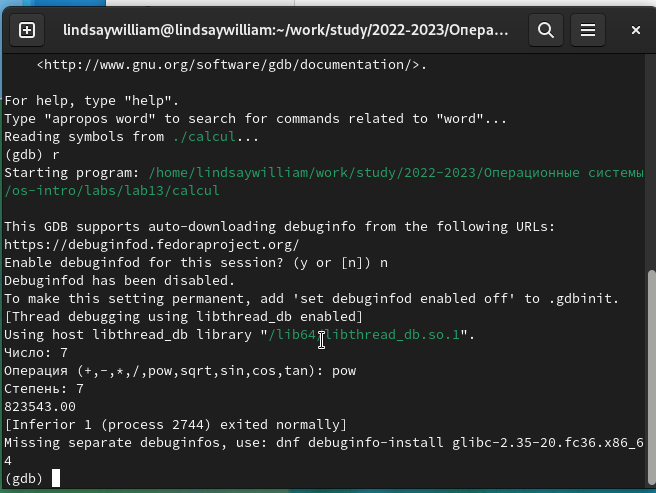 lindsaywilliam@lindsaywilliam:~/work/study/2022-2023/Опера...
<http://www.gnu.org/software/gdb/documentation/>.
For help, type "help".
Type "apropos word" to search for commands related to "word"...
Reading symbols from ./calcul...
(gdb) r
Starting program: /home/lindsaywilliam/work/study/2022-2023/Операционные системы
/os-intro/labs/lab13/calcul
This GDB supports auto-downloading debuginfo from the following URLs:
https://debuginfod.fedoraproject.org/
Enable debuginfod for this session? (y or [n]) n
Debuginfod has been disabled.
To make this setting permanent, add 'set debuginfod enabled off' to .gdbinit.
[Thread debugging using libthread_db enabled]
Using host libthread_db library "/lib64/libthread_db.so.1".
Число: 7
Операция (+,-,*,/,pow,sqrt,sin,cos,tan): pow
Степень: 7
823543.00
[Inferior 1 (process 2744) exited normally]
Missing separate debuginfos, use: dnf debuginfo-install glibc-2.35-20.fc36.x86_6
4
(gdb)